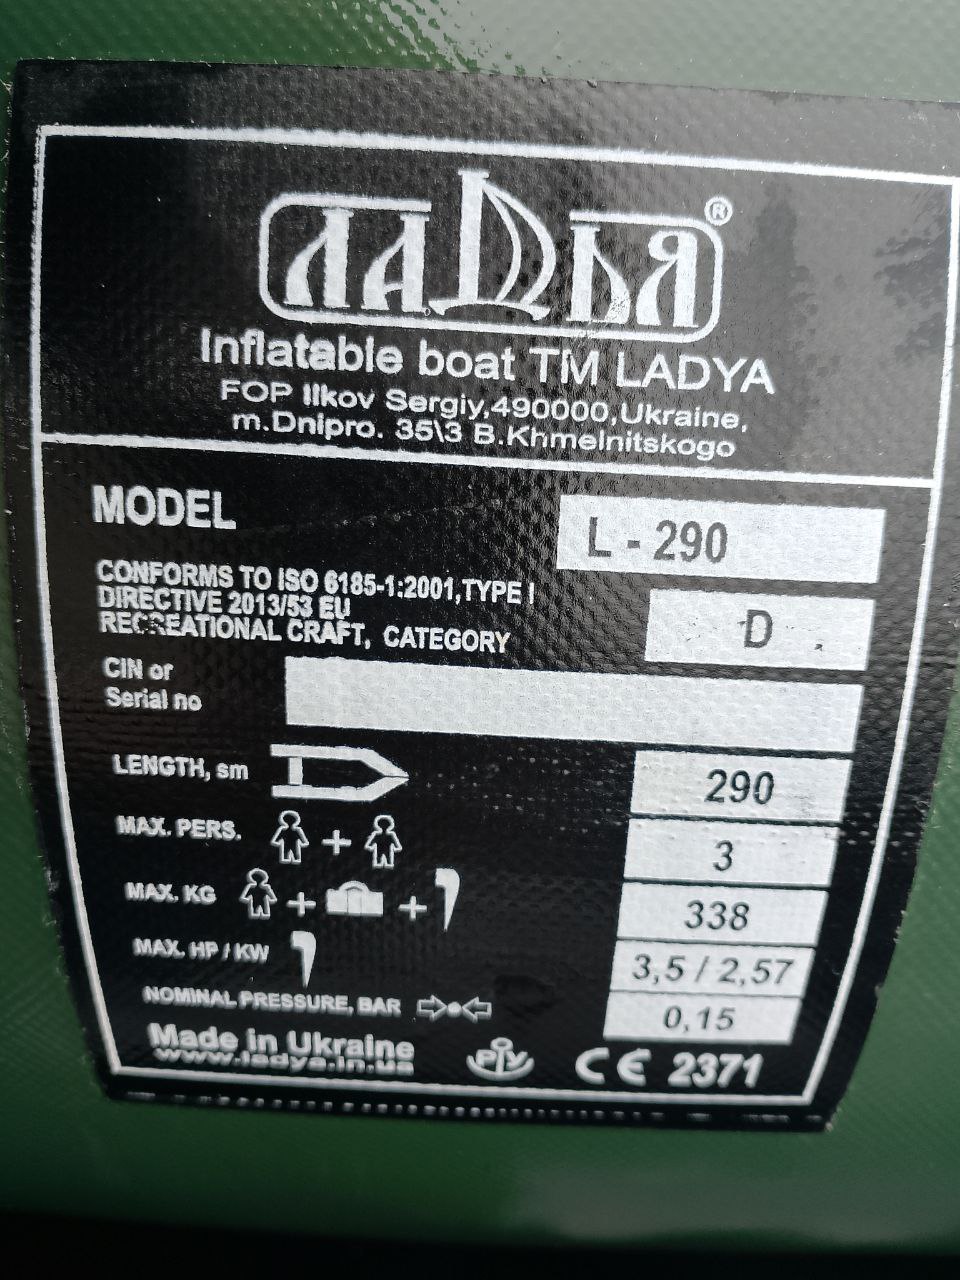 ладья ®
Inflatable boat TM LADYA
FOP Ilkov Sergiy,490000,Ukraine,
m.Dnipro. 35\3 B.Khmelnitskogo
MODEL L - 290
CONFORMS TO ISO 6185-1:2001,TYPE I
DIRECTIVE 2013/53 EU
RECREATIONAL CRAFT, CATEGORY D
CIN or
Serial no
LENGTH, sm 290
MAX. PERS. + 3
MAX. KG + + 338
MAX. HP / KW 3,5 / 2,57
NOMINAL PRESSURE, BAR 0,15
Made in Ukraine
www.ladya.in.ua
PIY CE 2371